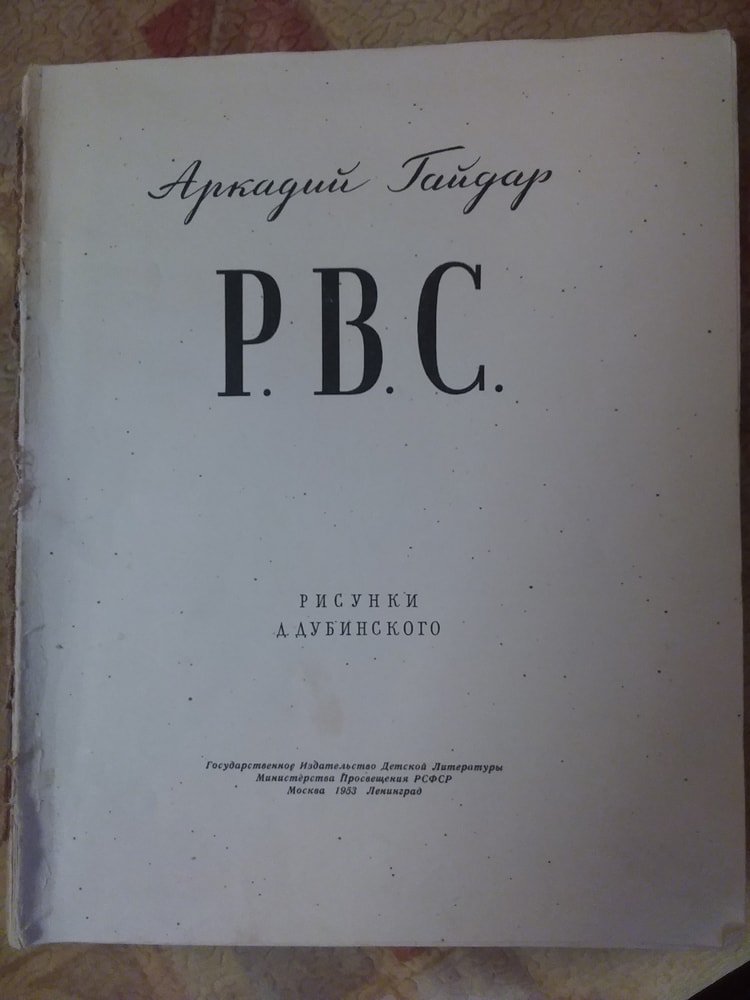 Аркадий Гайдар
Р. В. С.
РИСУНКИ
Д. ДУБИНСКОГО
Государственное Издательство Детской Литературы
Министерства Просвещения РСФСР
Москва 1953 Ленинград